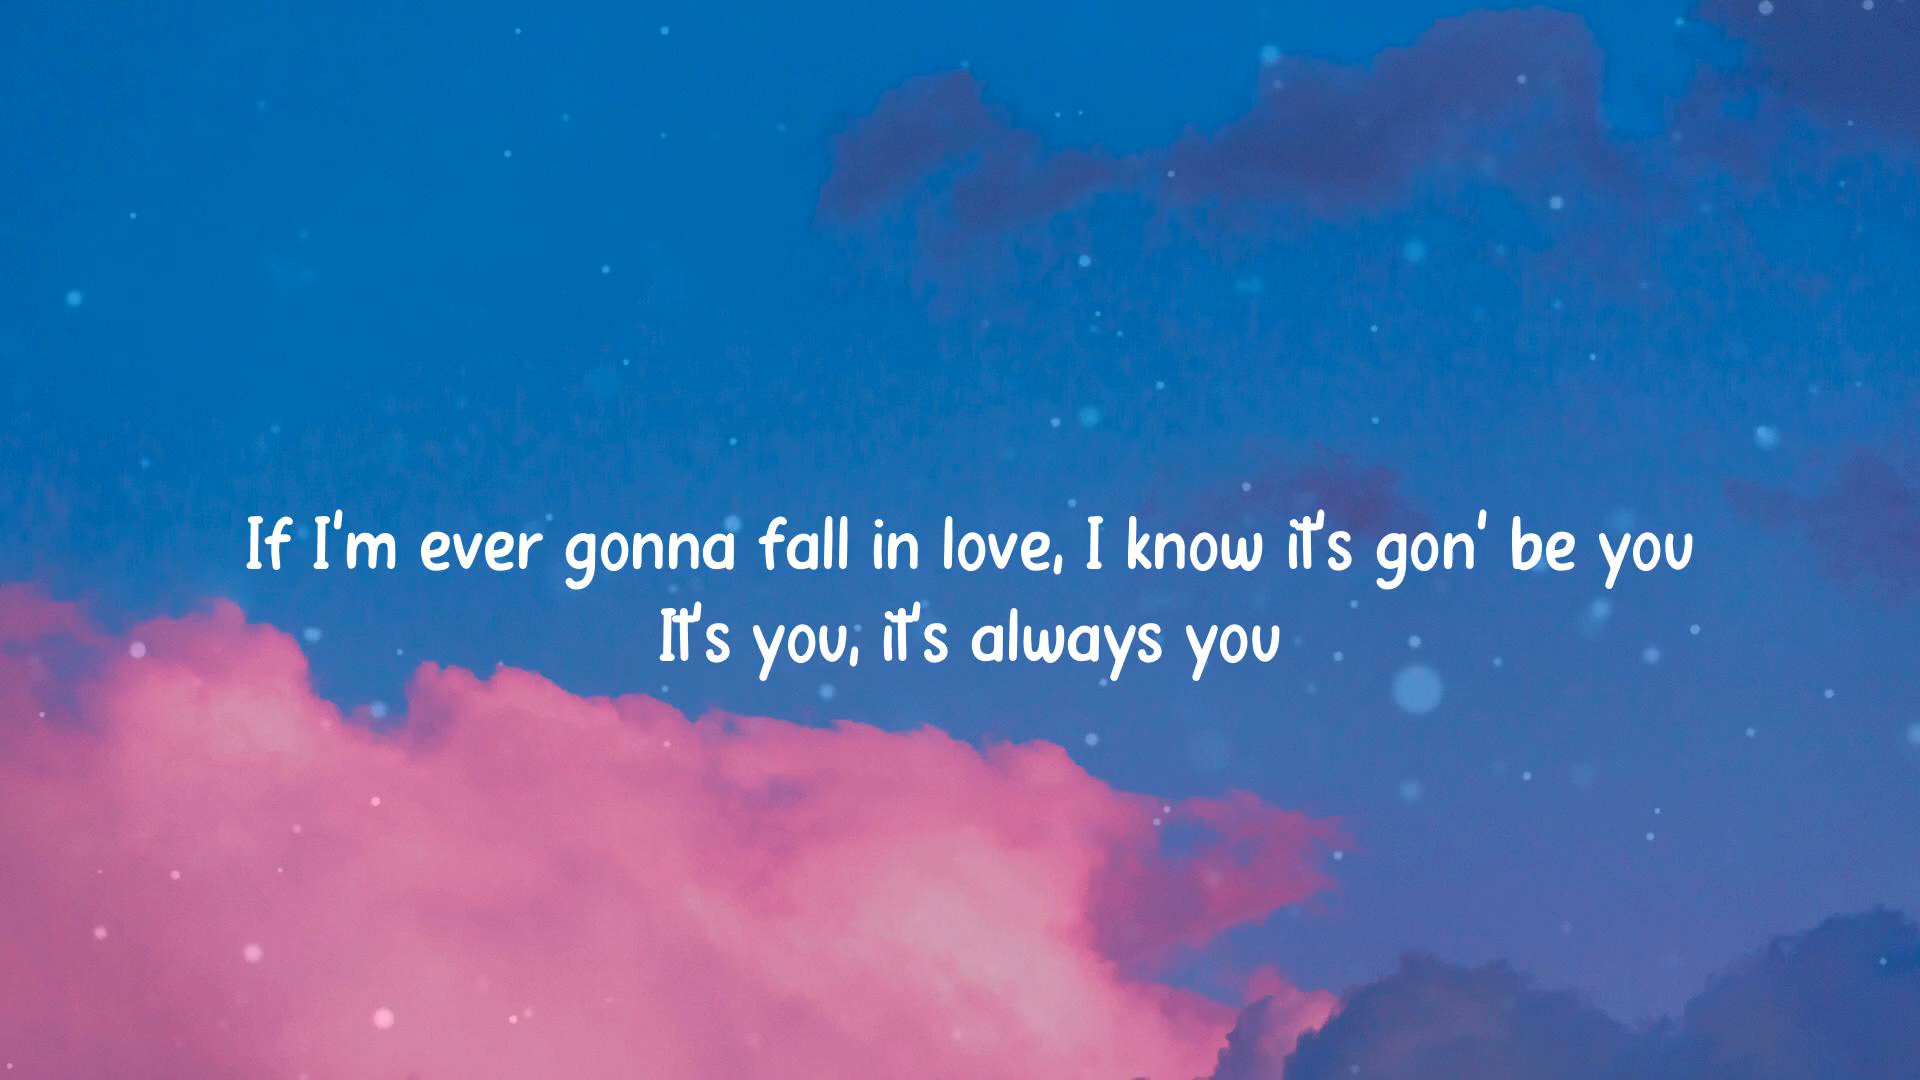 If I'm ever gonna fall in love, I know it's gon' be you
It's you, it's always you